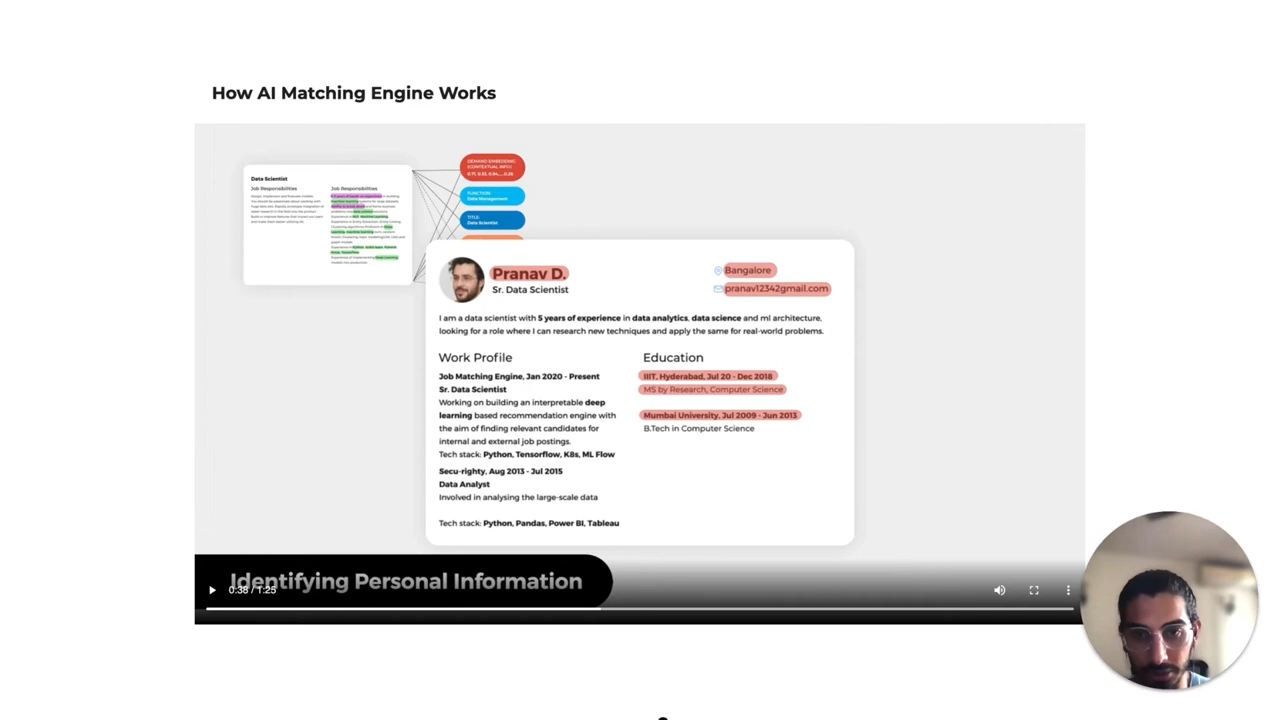 How AI Matching Engine Works
Data Scientist
Job Responsibilities
Job Responsibilities
DEMAND EMBEDDING
FUNCTION:
Data Management
TITLE:
Data Scientist
Pranav D.
Sr. Data Scientist
Bangalore
pranav12342gmail.com
I am a data scientist with 5 years of experience in data analytics, data science and ml architecture,
looking for a role where I can research new techniques and apply the same for real-world problems.
Work Profile
Job Matching Engine, Jan 2020 - Present
Sr. Data Scientist
Working on building an interpretable deep
learning based recommendation engine with
the aim of finding relevant candidates for
internal and external job postings.
Tech stack: Python, Tensorflow, K8s, ML Flow
Secu-righty, Aug 2013 - Jul 2015
Data Analyst
Involved in analysing the large-scale data
Tech stack: Python, Pandas, Power BI, Tableau
Education
IIIT, Hyderabad, Jul 20 - Dec 2018
MS by Research, Computer Science
Mumbai University, Jul 2009 - Jun 2013
B.Tech in Computer Science
Identifying Personal Information
0:38 / 1:25